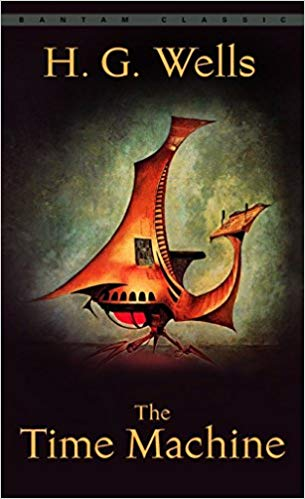 BANTAM CLASSIC
H. G. Wells
The
Time Machine